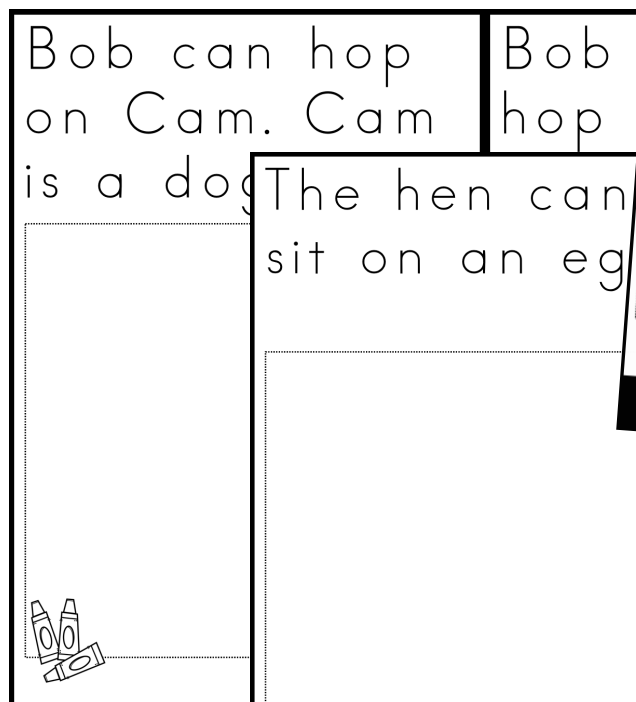 Bob can hop
on Cam. Cam
is a
Bob
hop
The hen can
sit on an